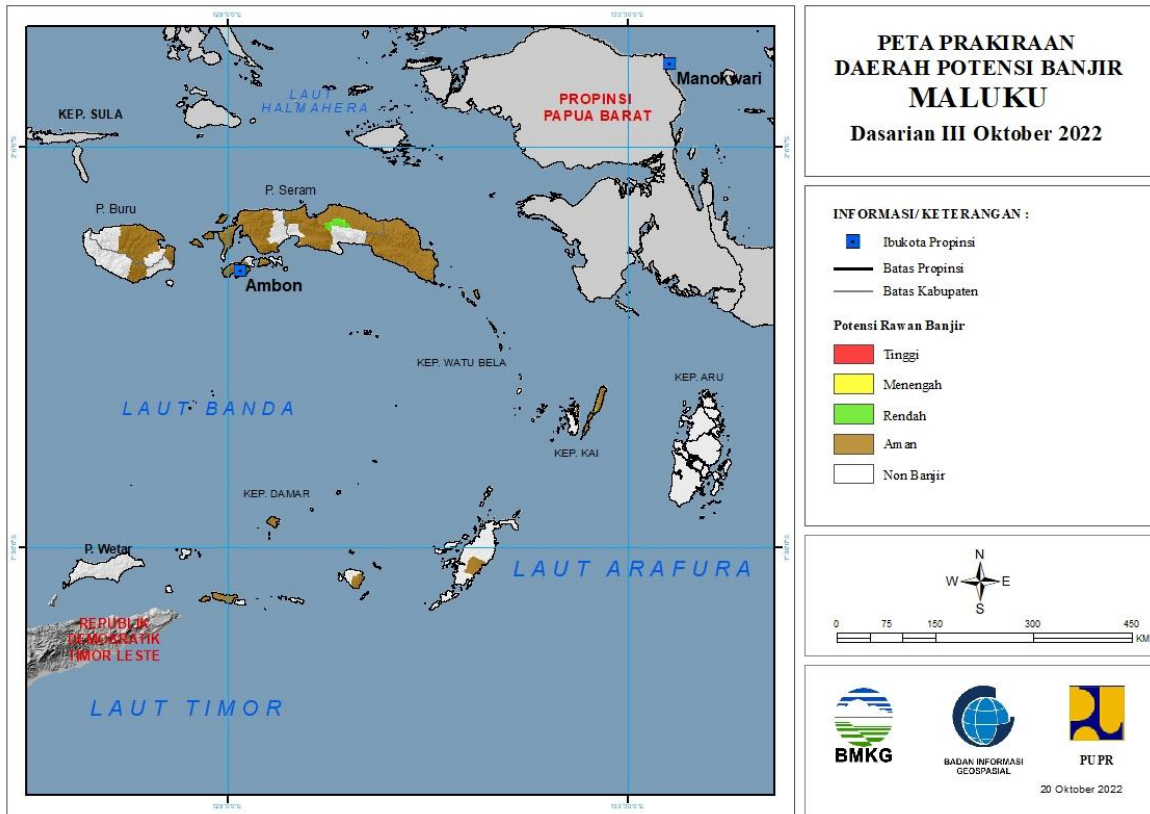 PETA PRAKIRAAN
DAERAH POTENSI BANJIR
MALUKU
Dasarian III Oktober 2022
INFORMASI/KETERANGAN :
Ibukota Propinsi
Batas Propinsi
Batas Kabupaten
Potensi Rawan Banjir
Tinggi
Menengah
Rendah
Aman
Non Banjir
N
W E
S
0 75 150 300 450
KM
BMKG
BADAN INFORMASI
GEOSPASIAL
PUPR
20 Oktober 2022
Manokwari
LAUT
HALMAHERA
PROPINSI
PAPUA BARAT
KEP. SULA
P. Seram
P. Buru
Ambon
KEP. WATU BELA
KEP. ARU
LAUT BANDA
KEP. KAI
KEP. DAMAR
P. Wetar
LAUT ARAFURA
REPUBLIK
DEMOKRATIK
TIMOR LESTE
LAUT TIMOR